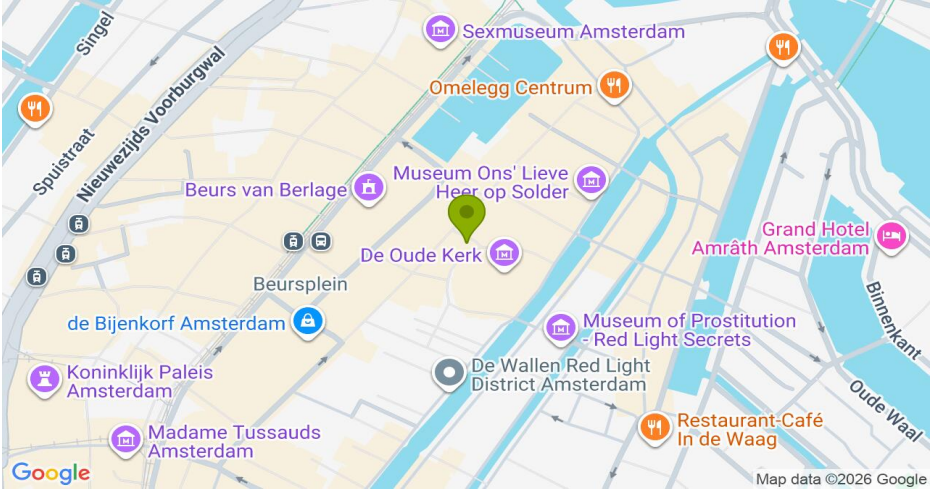 Singel
Sexmuseum Amsterdam
Omelegg Centrum
Nieuwezijds Voorburgwal
Spuistraat
Museum Ons' Lieve
Heer op Solder
Beurs van Berlage
Grand Hotel
Amrâth Amsterdam
De Oude Kerk
Beursplein
Binnenkant
de Bijenkorf Amsterdam
Museum of Prostitution
- Red Light Secrets
Koninklijk Paleis
Amsterdam
De Wallen Red Light
District Amsterdam
Oude Waal
Restaurant-Café
In de Waag
Madame Tussauds
Amsterdam
Google
Map data ©2026 Google